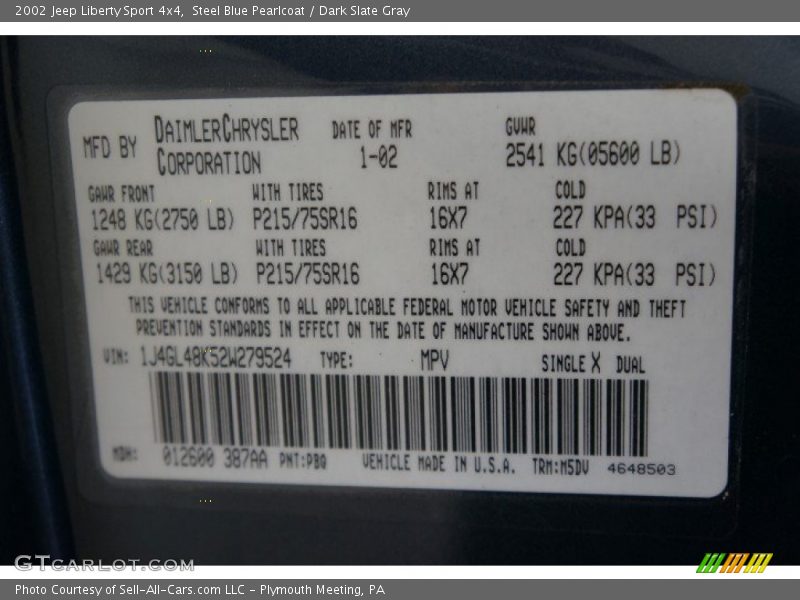 2002 Jeep Liberty Sport 4x4,  Steel Blue Pearlcoat / Dark Slate Gray
MFD BY DAIMLERCHRYSLER CORPORATION DATE OF MFR 1-02 GVWR 2541 KG(05600 LB)
GAWR FRONT WITH TIRES RIMS AT COLD
1248 KG(2750 LB) P215/75SR16 16X7 227 KPA(33 PSI)
GAWR REAR WITH TIRES RIMS AT COLD
1429 KG(3150 LB) P215/75SR16 16X7 227 KPA(33 PSI)
THIS VEHICLE CONFORMS TO ALL APPLICABLE FEDERAL MOTOR VEHICLE SAFETY AND THEFT
PREVENTION STANDARDS IN EFFECT ON THE DATE OF MANUFACTURE SHOWN ABOVE.
VIN: 1J4GL48K52W279524 TYPE: MPV SINGLE X DUAL
MDH: 012600 387AA PNT:PBQ VEHICLE MADE IN U.S.A. TRM:M5DV 4648503
GTCARLOT.COM
Photo Courtesy of Sell-All-Cars.com LLC - Plymouth Meeting, PA